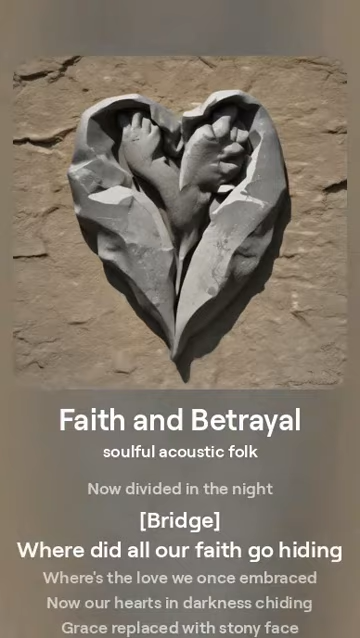 Faith and Betrayal
soulful acoustic folk
Now divided in the night
[Bridge]
Where did all our faith go hiding
Where's the love we once embraced
Now our hearts in darkness chiding
Grace replaced with stony face